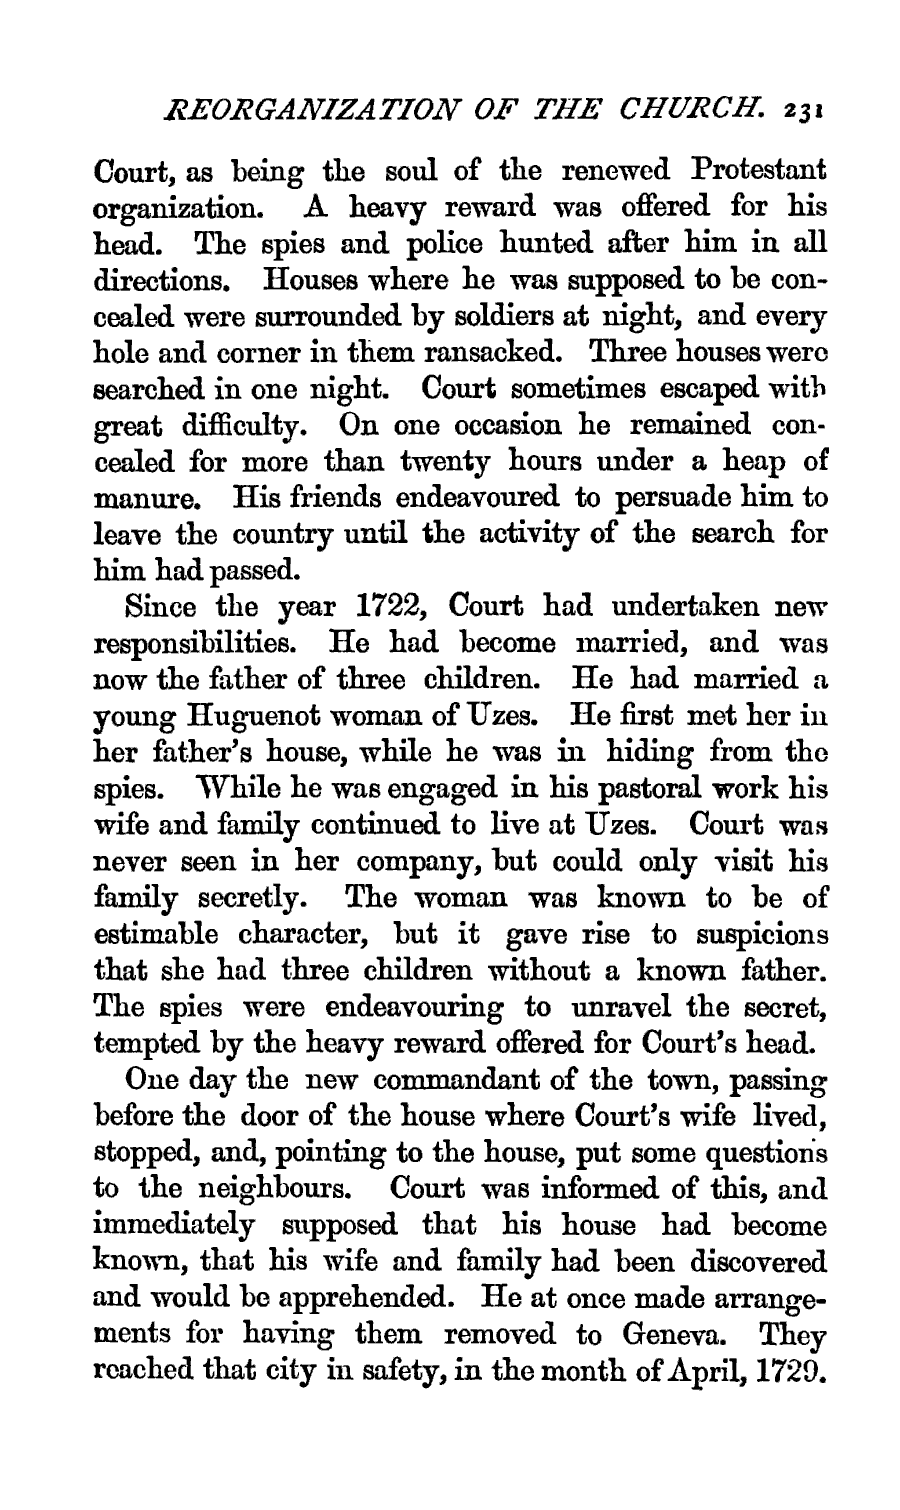 REORGANIZATION OF THE CHURCH. 231
Court, as being the soul of the renewed Protestant
organization. A heavy reward was offered for his
head. The spies and police hunted after him in all
directions. Houses where he was supposed to be con-
cealed were surrounded by soldiers at night, and every
hole and corner in them ransacked. Three houses were
searched in one night. Court sometimes escaped with
great difficulty. On one occasion he remained con-
cealed for more than twenty hours under a heap of
manure. His friends endeavoured to persuade him to
leave the country until the activity of the search for
him had passed.
Since the year 1722, Court had undertaken new
responsibilities. He had become married, and was
now the father of three children. He had married a
young Huguenot woman of Uzes. He first met her in
her father's house, while he was in hiding from the
spies. While he was engaged in his pastoral work his
wife and family continued to live at Uzes. Court was
never seen in her company, but could only visit his
family secretly. The woman was known to be of
estimable character, but it gave rise to suspicions
that she had three children without a known father.
The spies were endeavouring to unravel the secret,
tempted by the heavy reward offered for Court's head.
One day the new commandant of the town, passing
before the door of the house where Court's wife lived,
stopped, and, pointing to the house, put some questions
to the neighbours. Court was informed of this, and
immediately supposed that his house had become
known, that his wife and family had been discovered
and would be apprehended. He at once made arrange-
ments for having them removed to Geneva. They
reached that city in safety, in the month of April, 1729.